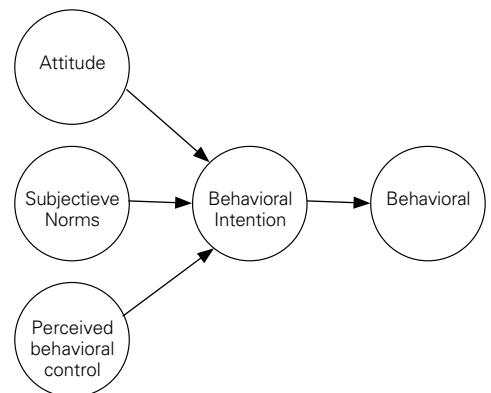 Attitude
Subjectieve
Norms
Perceived
behavioral
control
Behavioral
Intention
Behavioral